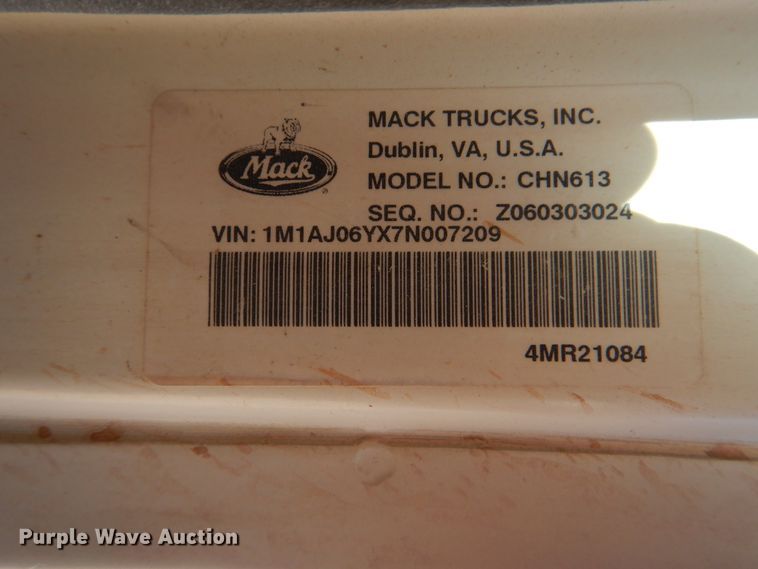 MACK TRUCKS, INC.
Dublin, VA, U.S.A.
Mack
MODEL NO.: CHN613
SEQ. NO.: Z060303024
VIN: 1M1AJ06YX7N007209
4MR21084
Purple Wave Auction